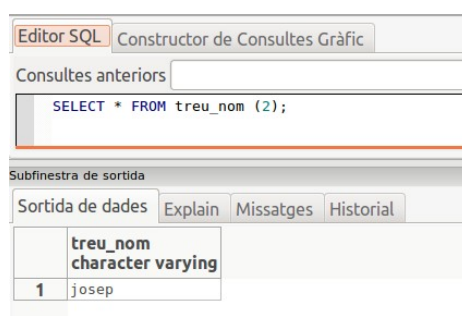 Editor SQL Constructor de Consultes Gràfic
Consultes anteriors
SELECT * FROM treu_nom (2);
Subfinestra de sortida
Sortida de dades Explain Missatges Historial
treu_nom
character varying
1 josep